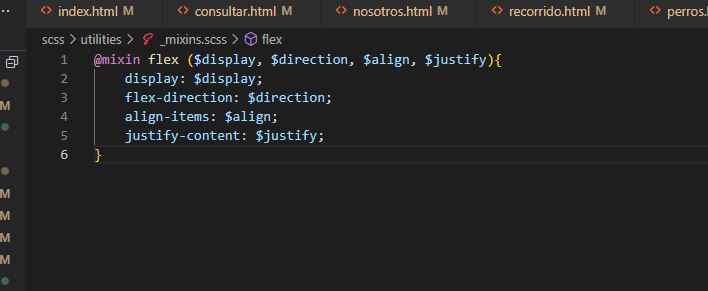 index.html M consultar.html M nosotros.html M recorrido.html M perros.h
scss > utilities > _mixins.scss > flex
1 @mixin flex ($display, $direction, $align, $justify){
2 display: $display;
M 3 flex-direction: $direction;
4 align-items: $align;
5 justify-content: $justify;
6 }
M
M
M
M